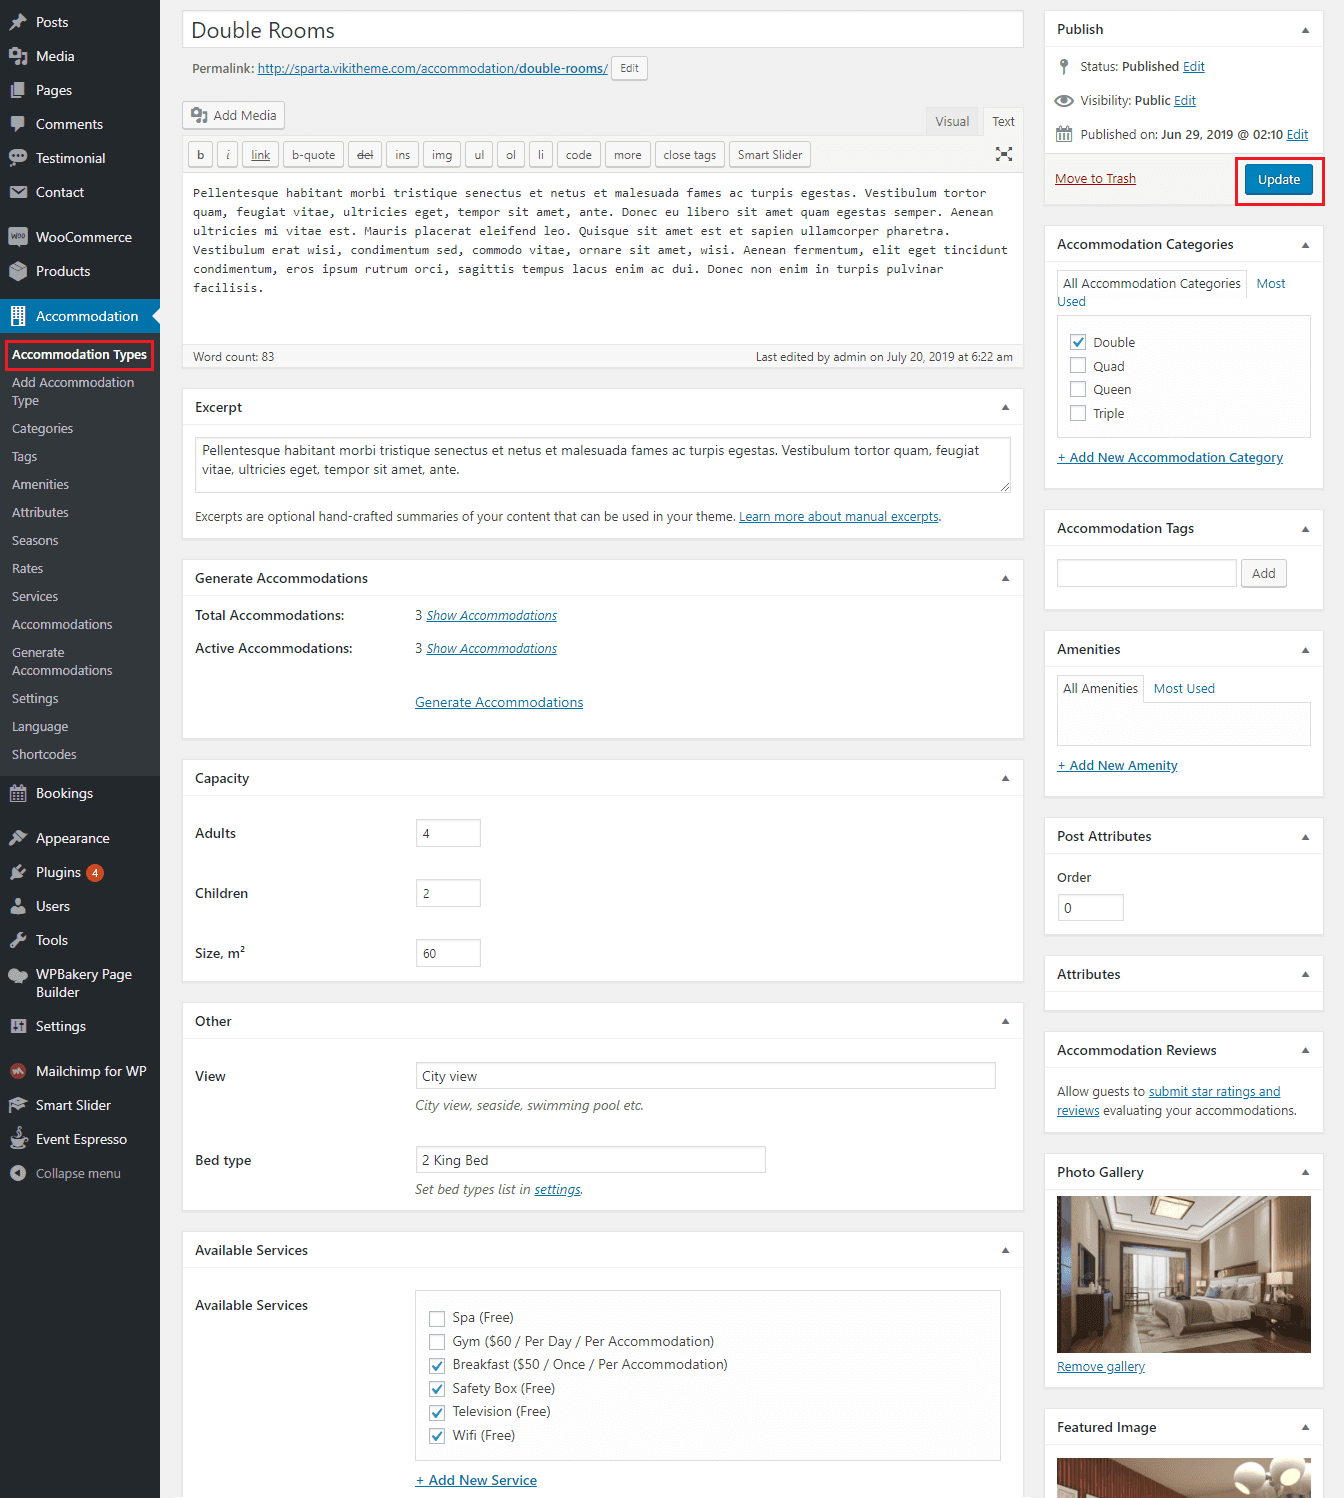 Posts
Media
Pages
Comments
Testimonial
Contact
WooCommerce
Products
Accommodation
Accommodation Types
Add Accommodation
Type
Categories
Tags
Amenities
Attributes
Seasons
Rates
Services
Accommodations
Generate
Accommodations
Settings
Language
Shortcodes
Bookings
Appearance
Plugins 4
Users
Tools
WPBakery Page
Builder
Settings
Mailchimp for WP
Smart Slider
Event Espresso
Collapse menu
Double Rooms
Permalink: http://sparta.vikitheme.com/accommodation/double-rooms/ Edit
Add Media
Visual Text
b i link b-quote del ins img ul ol li code more close tags Smart Slider
Pellentesque habitant morbi tristique senectus et netus et malesuada fames ac turpis egestas. Vestibulum tortor
quam, feugiat vitae, ultricies eget, tempor sit amet, ante. Donec eu libero sit amet quam egestas semper. Aenean
ultricies mi vitae est. Mauris placerat eleifend leo. Quisque sit amet est et sapien ullamcorper pharetra.
Vestibulum erat wisi, condimentum sed, commodo vitae, ornare sit amet, wisi. Aenean fermentum, elit eget tincidunt
condimentum, eros ipsum rutrum orci, sagittis tempus lacus enim ac dui. Donec non enim in turpis pulvinar
facilisis.
Word count: 83 Last edited by admin on July 20, 2019 at 6:22 am
Excerpt
Pellentesque habitant morbi tristique senectus et netus et malesuada fames ac turpis egestas. Vestibulum tortor quam, feugiat
vitae, ultricies eget, tempor sit amet, ante.
Excerpts are optional hand-crafted summaries of your content that can be used in your theme. Learn more about manual excerpts.
Generate Accommodations
Total Accommodations: 3 Show Accommodations
Active Accommodations: 3 Show Accommodations
Generate Accommodations
Capacity
Adults 4
Children 2
Size, m² 60
Other
View City view
City view, seaside, swimming pool etc.
Bed type 2 King Bed
Set bed types list in settings.
Available Services
Available Services
Spa (Free)
Gym ($60 / Per Day / Per Accommodation)
Breakfast ($50 / Once / Per Accommodation)
Safety Box (Free)
Television (Free)
Wifi (Free)
+ Add New Service
Publish
Status: Published Edit
Visibility: Public Edit
Published on: Jun 29, 2019 @ 02:10 Edit
Move to Trash Update
Accommodation Categories
All Accommodation Categories Most
Used
Double
Quad
Queen
Triple
+ Add New Accommodation Category
Accommodation Tags
Add
Amenities
All Amenities Most Used
+ Add New Amenity
Post Attributes
Order
0
Attributes
Accommodation Reviews
Allow guests to submit star ratings and
reviews evaluating your accommodations.
Photo Gallery
Remove gallery
Featured Image